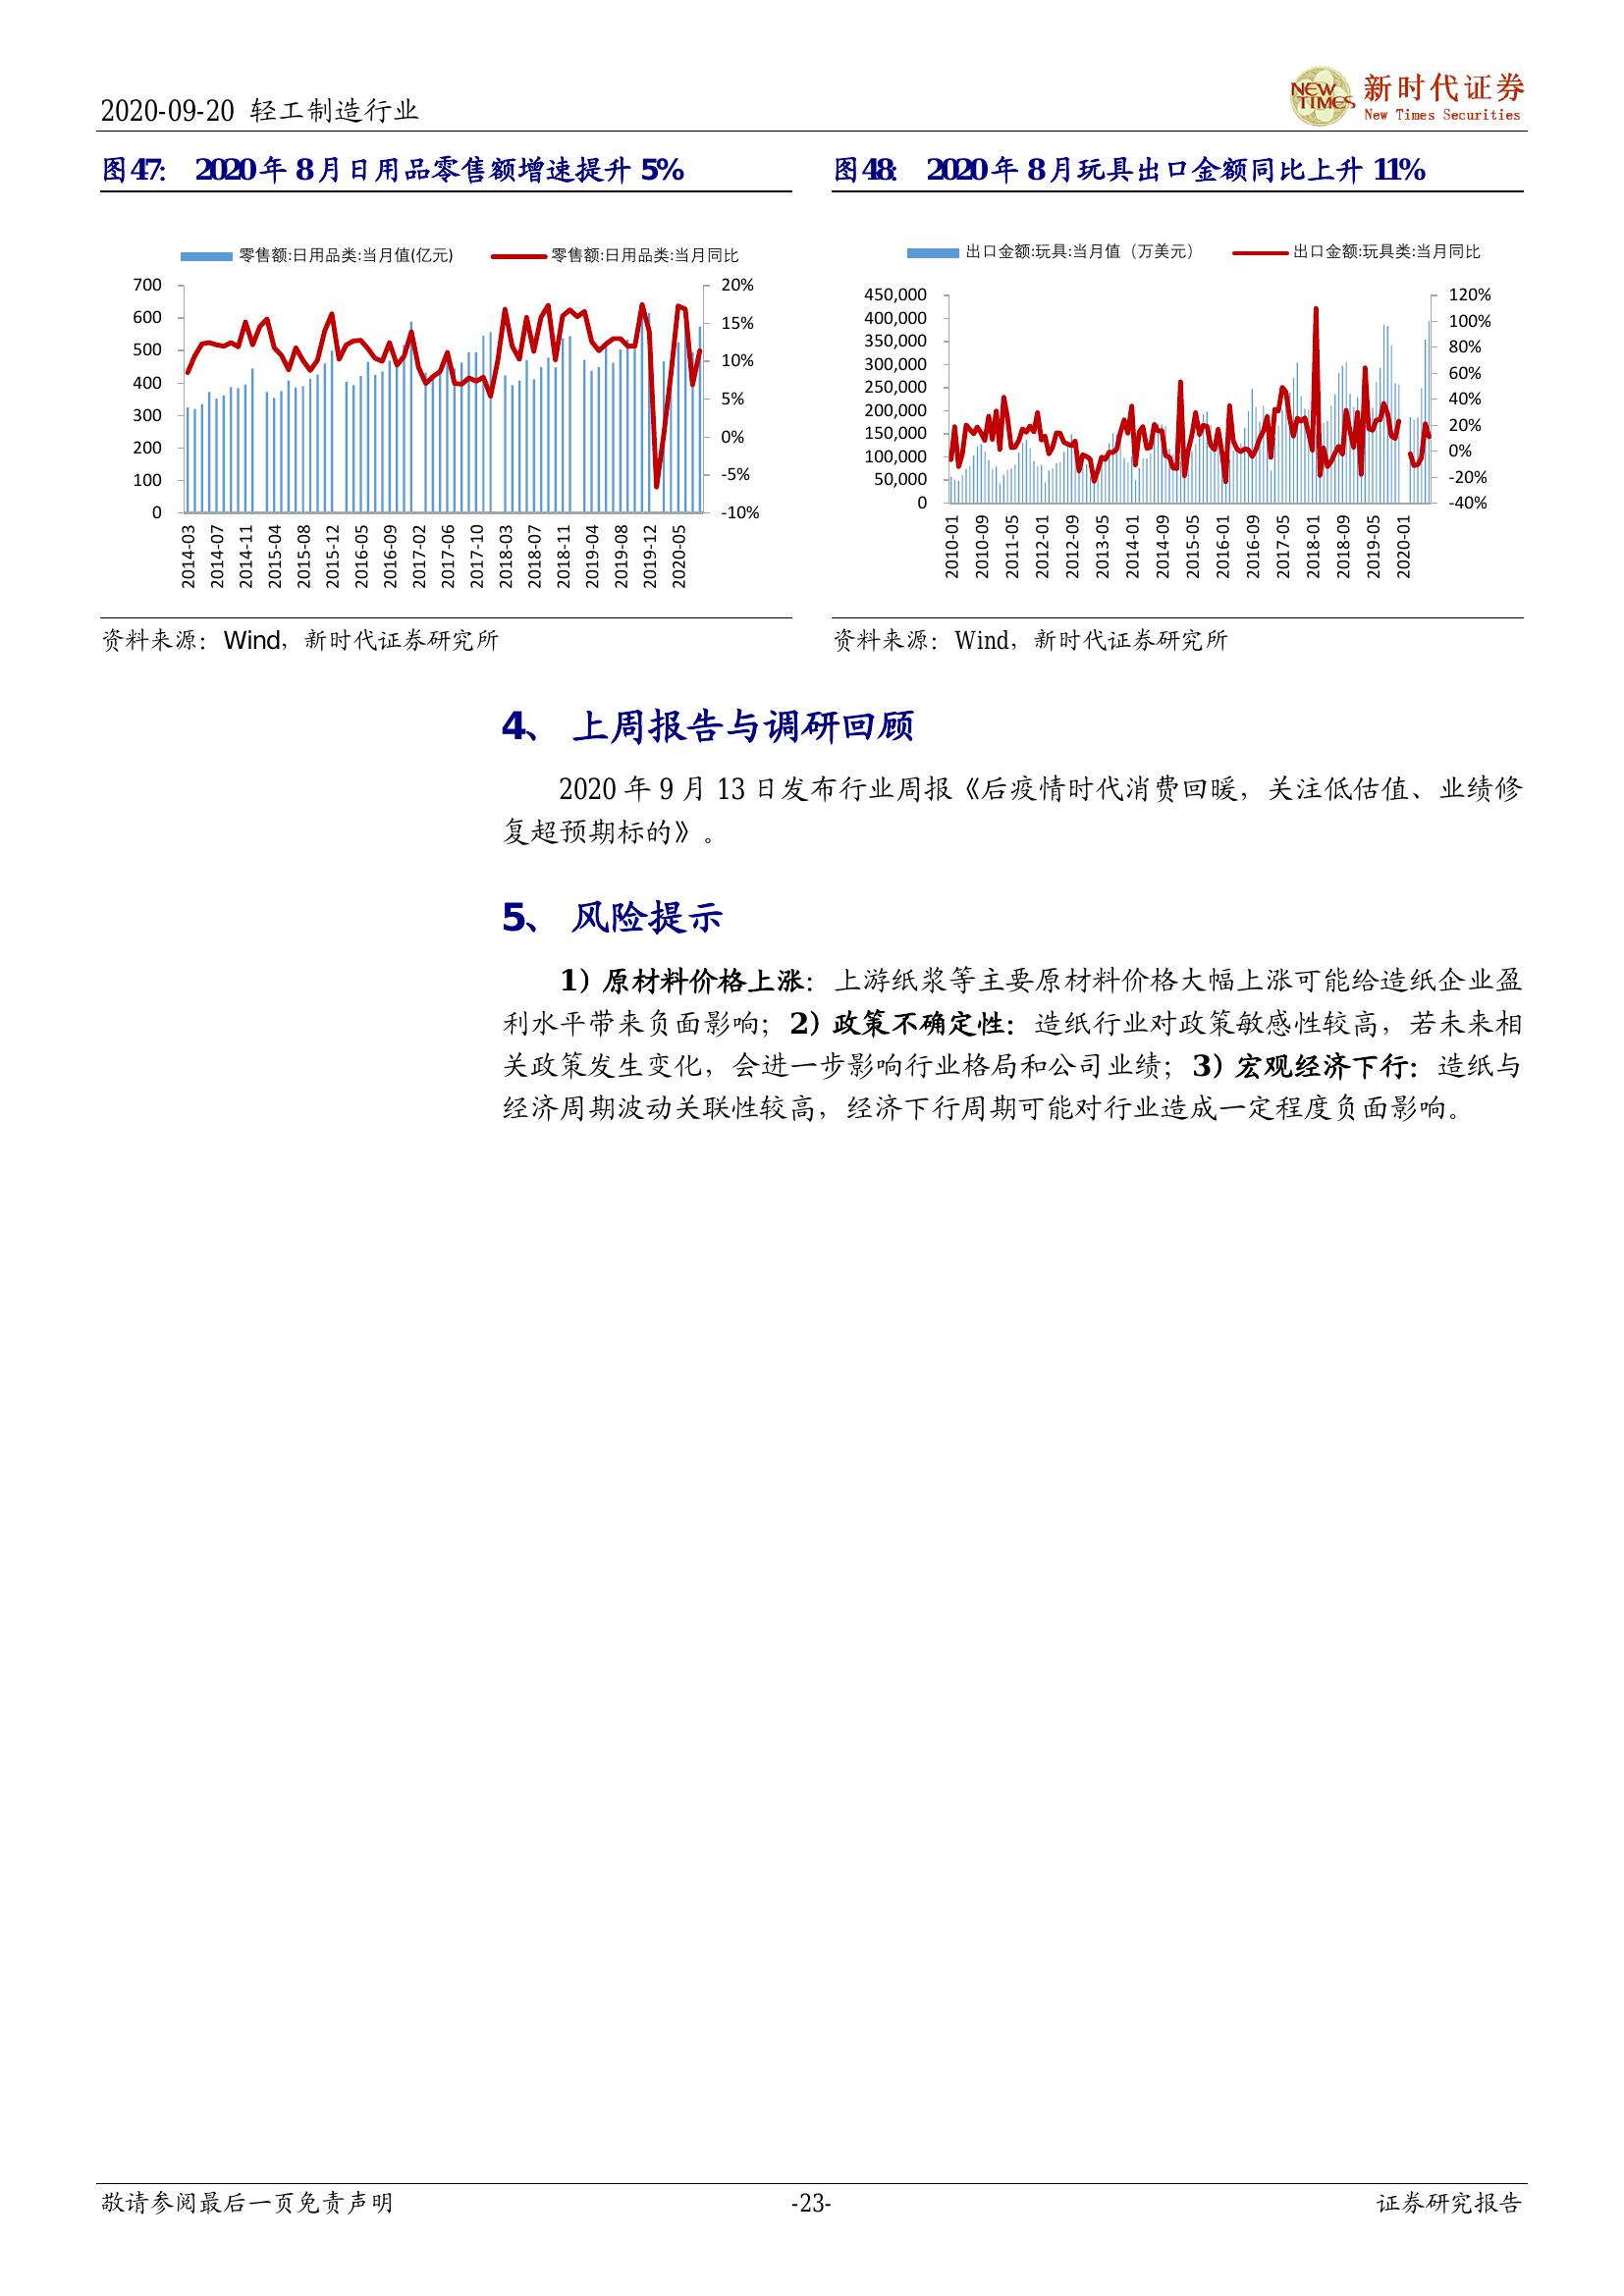 2020-09-20 轻工制造行业
NEW TIMES
新时代证券
New Times Securities
图47： 2020年8月日用品零售额增速提升5%
零售额:日用品类:当月值(亿元) 零售额:日用品类:当月同比
700
600
500
400
300
200
100
0
20%
15%
10%
5%
0%
-5%
-10%
2014-03 2014-07 2014-11 2015-04 2015-08 2015-12 2016-05 2016-09 2017-02 2017-06 2017-10 2018-03 2018-07 2018-11 2019-04 2019-08 2019-12 2020-05
资料来源：Wind，新时代证券研究所
图48： 2020年8月玩具出口金额同比上升11%
出口金额:玩具:当月值（万美元） 出口金额:玩具类:当月同比
450,000
400,000
350,000
300,000
250,000
200,000
150,000
100,000
50,000
0
120%
100%
80%
60%
40%
20%
0%
-20%
-40%
2010-01 2010-09 2011-05 2012-01 2012-09 2013-05 2014-01 2014-09 2015-05 2016-01 2016-09 2017-05 2018-01 2018-09 2019-05 2020-01
资料来源：Wind，新时代证券研究所
4、 上周报告与调研回顾
2020年9月13日发布行业周报《后疫情时代消费回暖，关注低估值、业绩修
复超预期标的》。
5、 风险提示
1）原材料价格上涨：上游纸浆等主要原材料价格大幅上涨可能给造纸企业盈
利水平带来负面影响；2）政策不确定性：造纸行业对政策敏感性较高，若未来相
关政策发生变化，会进一步影响行业格局和公司业绩；3）宏观经济下行：造纸与
经济周期波动关联性较高，经济下行周期可能对行业造成一定程度负面影响。
敬请参阅最后一页免责声明 -23- 证券研究报告